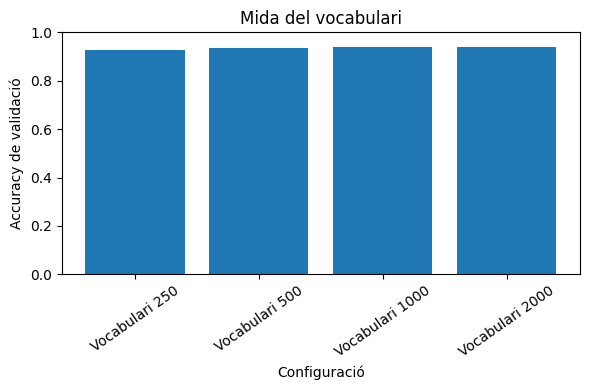 Mida del vocabulari
Accuracy de validació
1.0
0.8
0.6
0.4
0.2
0.0
Vocabulari 250
Vocabulari 500
Vocabulari 1000
Vocabulari 2000
Configuració